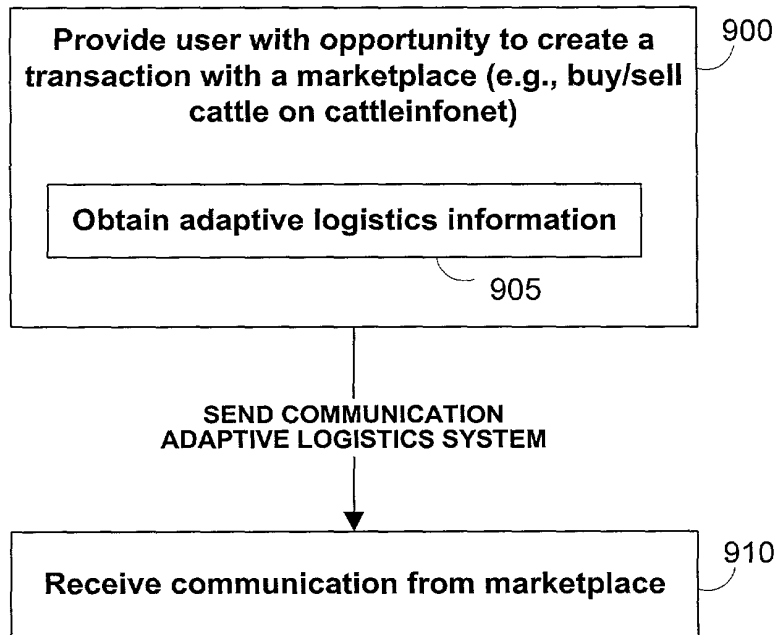 Provide user with opportunity to create a
transaction with a marketplace (e.g., buy/sell
cattle on cattleinfonet)
900
Obtain adaptive logistics information
905
SEND COMMUNICATION
ADAPTIVE LOGISTICS SYSTEM
Receive communication from marketplace
910